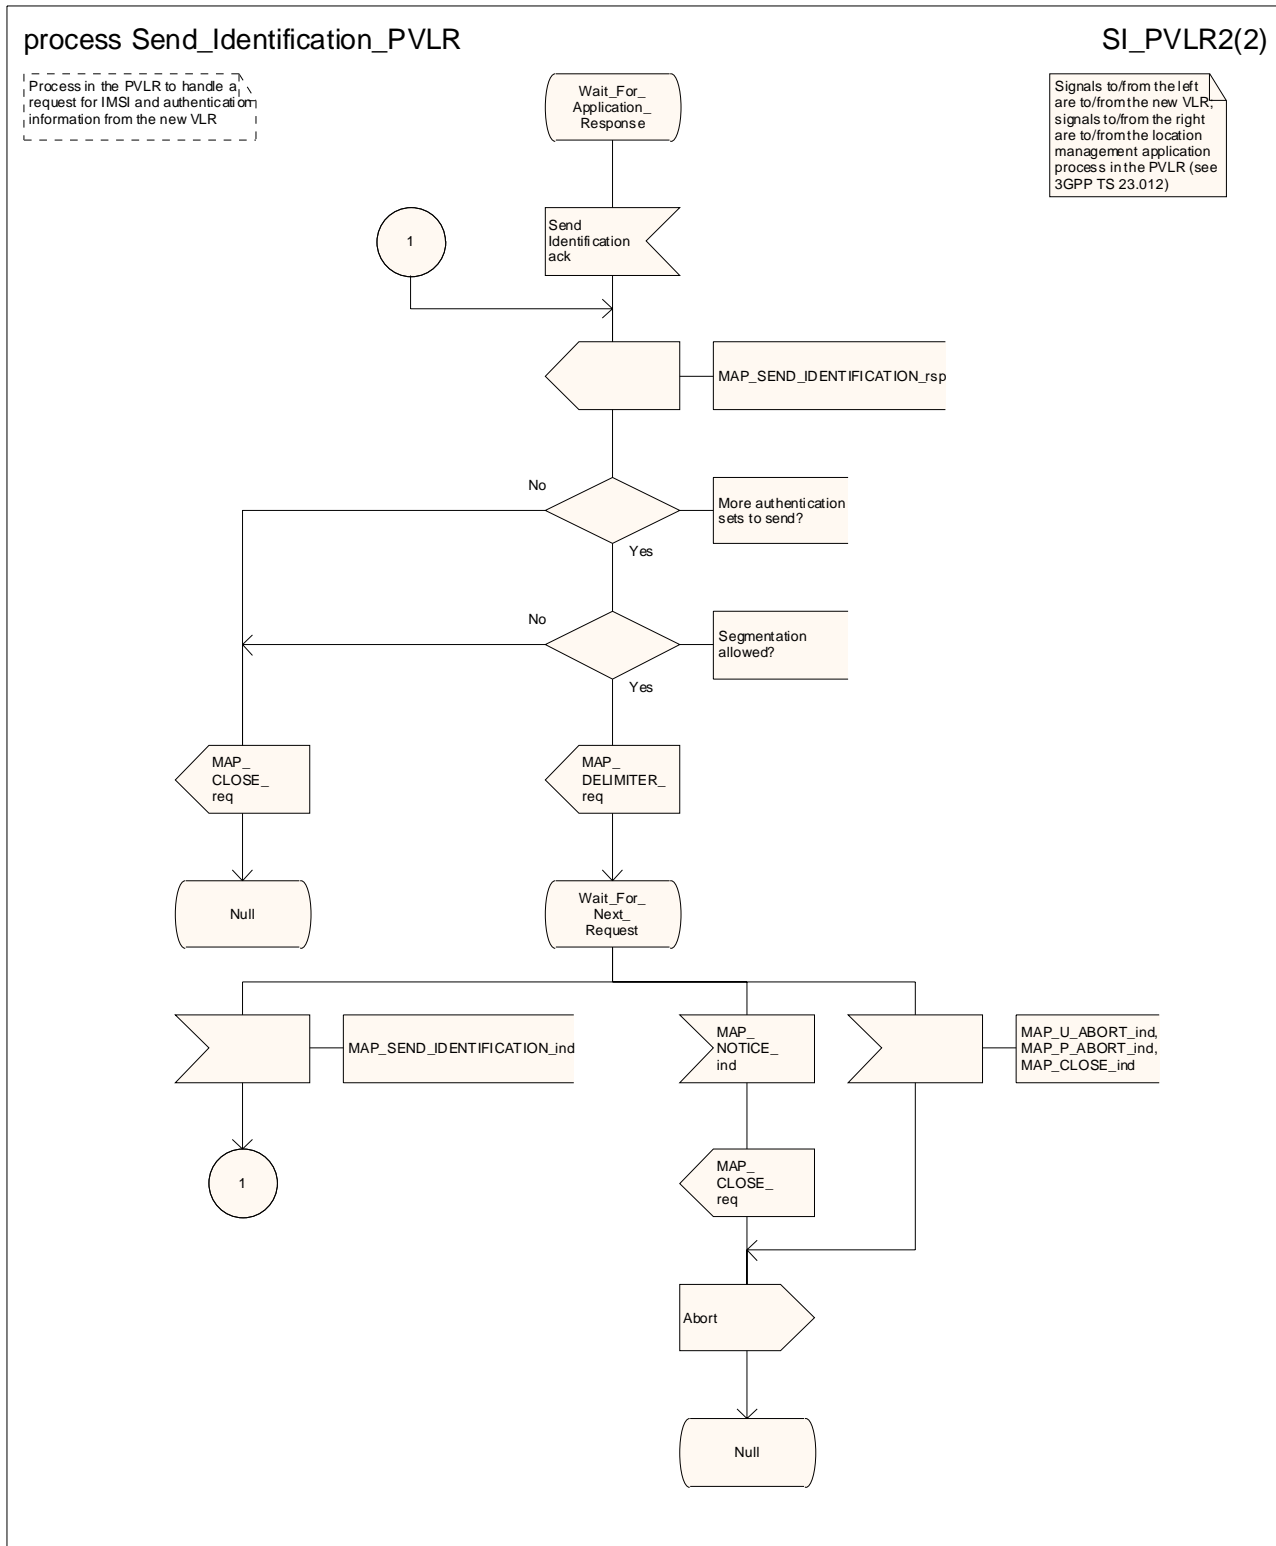 process Send_Identification_PVLR
SI_PVLR2(2)
Process in the PVLR to handle a
request for IMSI and authentication
information from the new VLR
Wait_For_
Application_
Response
Signals to/from the left
are to/from the new VLR;
signals to/from the right
are to/from the location
management application
process in the PVLR (see
3GPP TS 23.012)
1
Send
Identification
ack
MAP_SEND_IDENTIFICATION_rsp
No
More authentication
sets to send?
Yes
No
Segmentation
allowed?
Yes
MAP_
CLOSE_
req
MAP_
DELIMITER_
req
Null
Wait_For_
Next_
Request
MAP_SEND_IDENTIFICATION_ind
MAP_
NOTICE_
ind
MAP_U_ABORT_ind,
MAP_P_ABORT_ind,
MAP_CLOSE_ind
1
MAP_
CLOSE_
req
Abort
Null